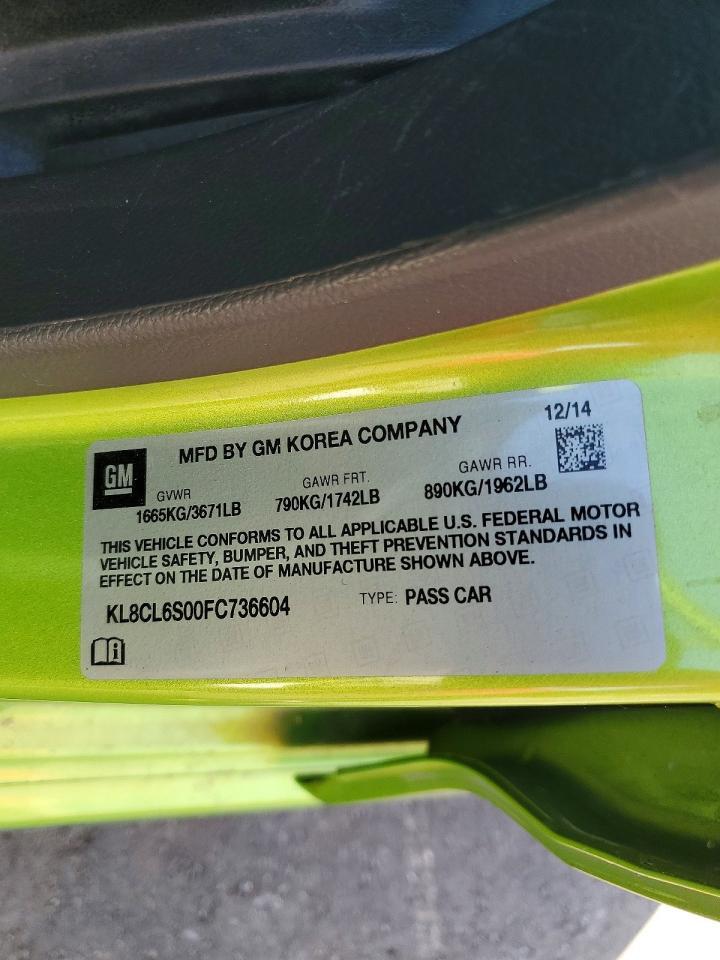 12/14
MFD BY GM KOREA COMPANY
GM
GVWR GAWR FRT. GAWR RR.
1665KG/3671LB 790KG/1742LB 890KG/1962LB
THIS VEHICLE CONFORMS TO ALL APPLICABLE U.S. FEDERAL MOTOR
VEHICLE SAFETY, BUMPER, AND THEFT PREVENTION STANDARDS IN
EFFECT ON THE DATE OF MANUFACTURE SHOWN ABOVE.
KL8CL6S00FC736604 TYPE: PASS CAR